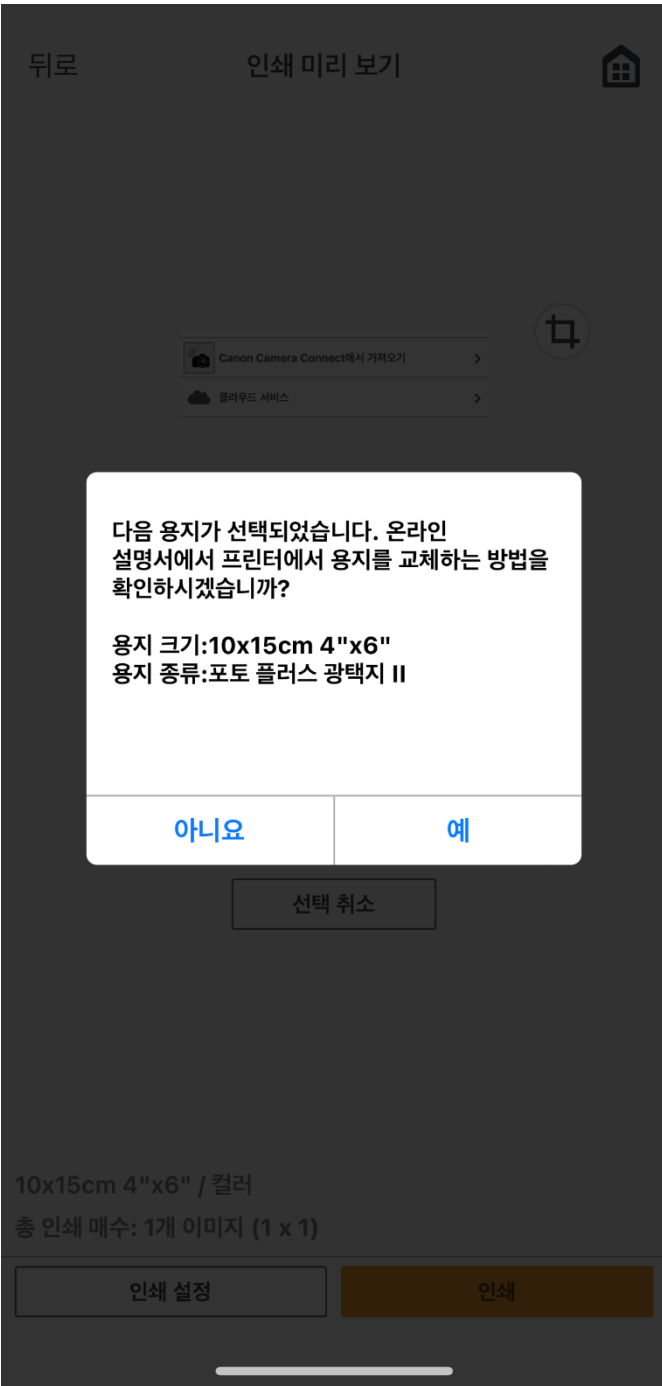 뒤로
인쇄 미리 보기
Canon Camera Connect에서 가져오기
클라우드 서비스
다음 용지가 선택되었습니다. 온라인
설명서에서 프린터에서 용지를 교체하는 방법을
확인하시겠습니까?
용지 크기:10x15cm 4"x6"
용지 종류:포토 플러스 광택지 II
아니요
예
선택 취소
10x15cm 4"x6" / 컬러
총 인쇄 매수: 1개 이미지 (1 x 1)
인쇄 설정
인쇄